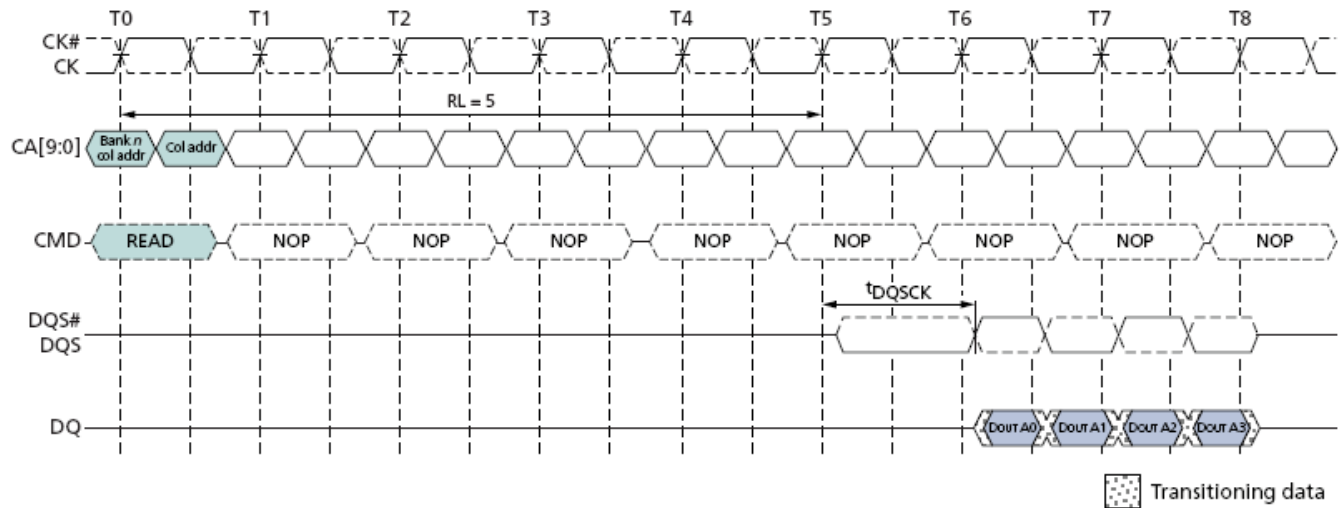 T0 T1 T2 T3 T4 T5 T6 T7 T8
CK#
CK
RL = 5
CA[9:0] Bank n col addr Col addr
CMD READ NOP NOP NOP NOP NOP NOP NOP NOP
tDQSCK
DQS#
DQS
DQ DOUT A0 DOUT A1 DOUT A2 DOUT A3
Transitioning data